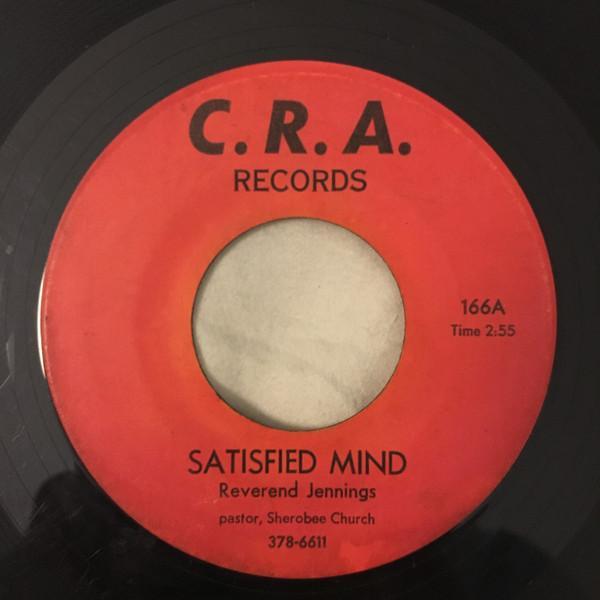 C. R. A.
RECORDS
166A
Time 2:55
SATISFIED MIND
Reverend Jennings
pastor, Sherobee Church
378-6611